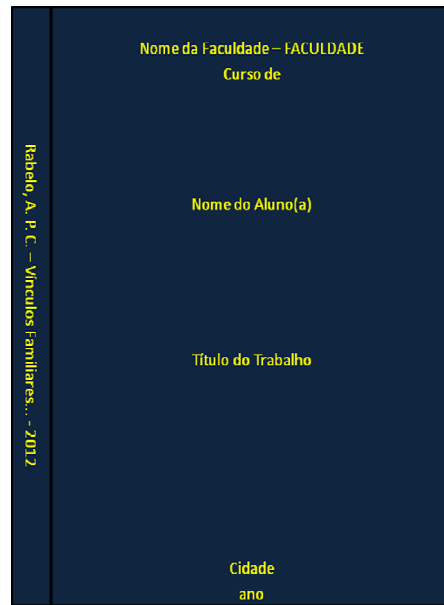 Nome da Faculdade – FACULDADE
Curso de
Nome do Aluno(a)
Título do Trabalho
Cidade
ano
Rabelo, A. P. C. – Vínculos Familiares... - 2012